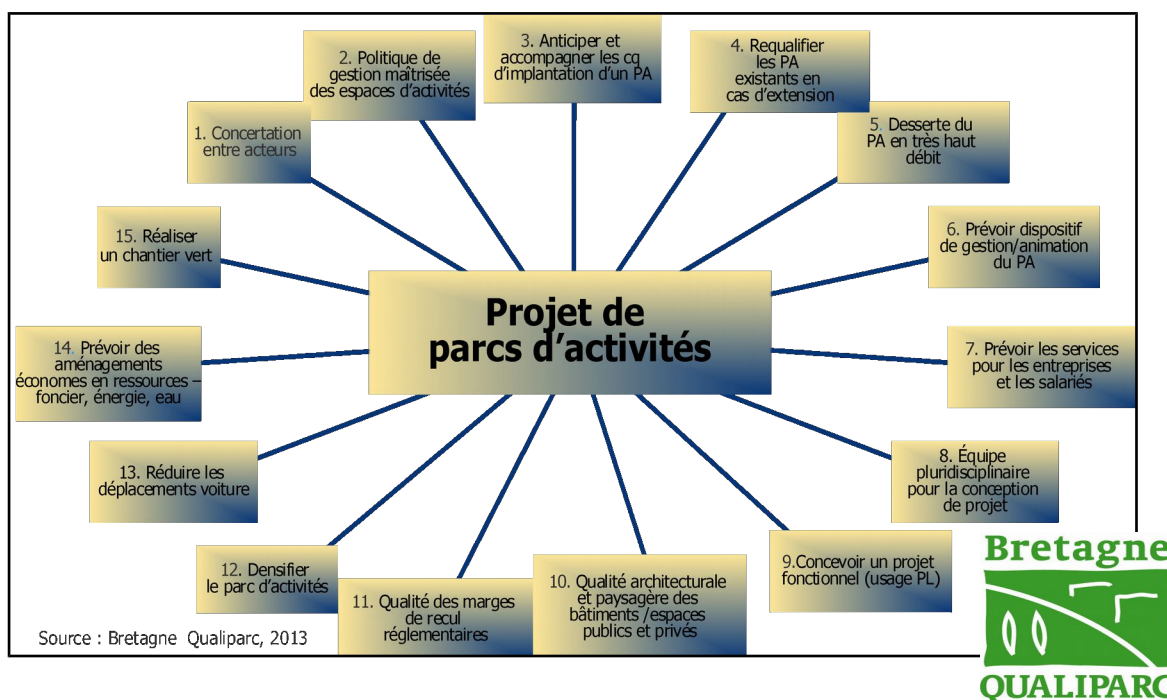 1. Concertation
entre acteurs
2. Politique de
gestion maîtrisée
des espaces d’activités
3. Anticiper et
accompagner les cq
d’implantation d’un PA
4. Requalifier
les PA
existants en
cas d’extension
5. Desserte du
PA en très haut
débit
6. Prévoir dispositif
de gestion/animation
du PA
7. Prévoir les services
pour les entreprises
et les salariés
8. Équipe
pluridisciplinaire
pour la conception
de projet
9.Concevoir un projet
fonctionnel (usage PL)
10. Qualité architecturale
et paysagère des
bâtiments /espaces
publics et privés
11. Qualité des marges
de recul
réglementaires
12. Densifier
le parc d’activités
13. Réduire les
déplacements voiture
14. Prévoir des
aménagements
économes en ressources –
foncier, énergie, eau
15. Réaliser
un chantier vert
Projet de
parcs d’activités
Source : Bretagne Qualiparc, 2013
Bretagne
QUALIPARC